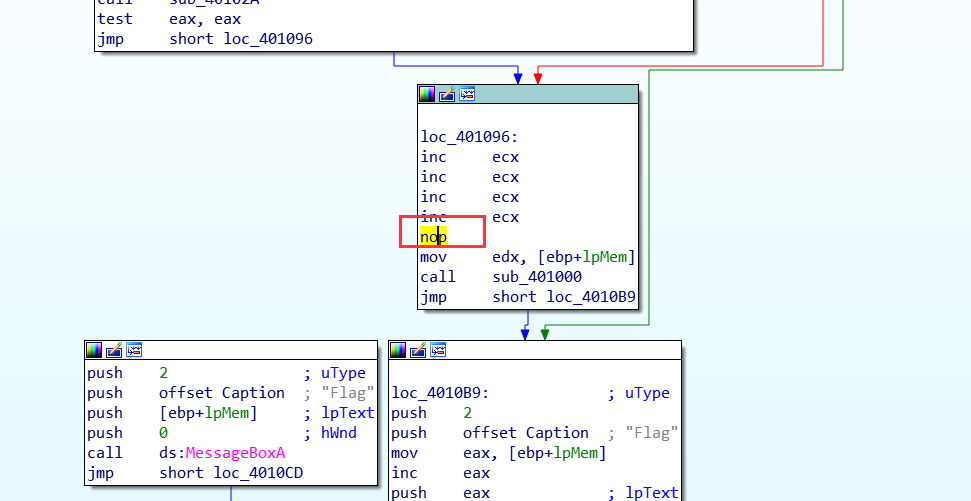 call sub_40102A
test eax, eax
jmp short loc_401096
loc_401096:
inc ecx
inc ecx
inc ecx
inc ecx
nop
mov edx, [ebp+lpMem]
call sub_401000
jmp short loc_4010B9
push 2 ; uType
push offset Caption ; "Flag"
push [ebp+lpMem] ; lpText
push 0 ; hWnd
call ds:MessageBoxA
jmp short loc_4010CD
loc_4010B9: ; uType
push 2
push offset Caption ; "Flag"
mov eax, [ebp+lpMem]
inc eax
push eax ; lpText